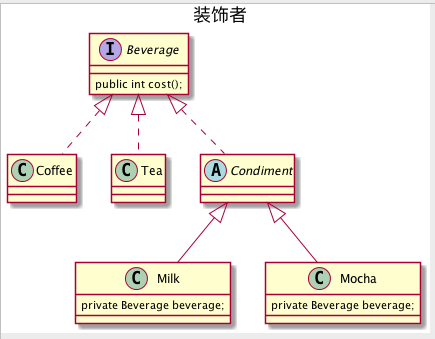 装饰者
I Beverage
public int cost();
C Coffee
C Tea
A Condiment
C Milk
private Beverage beverage;
C Mocha
private Beverage beverage;